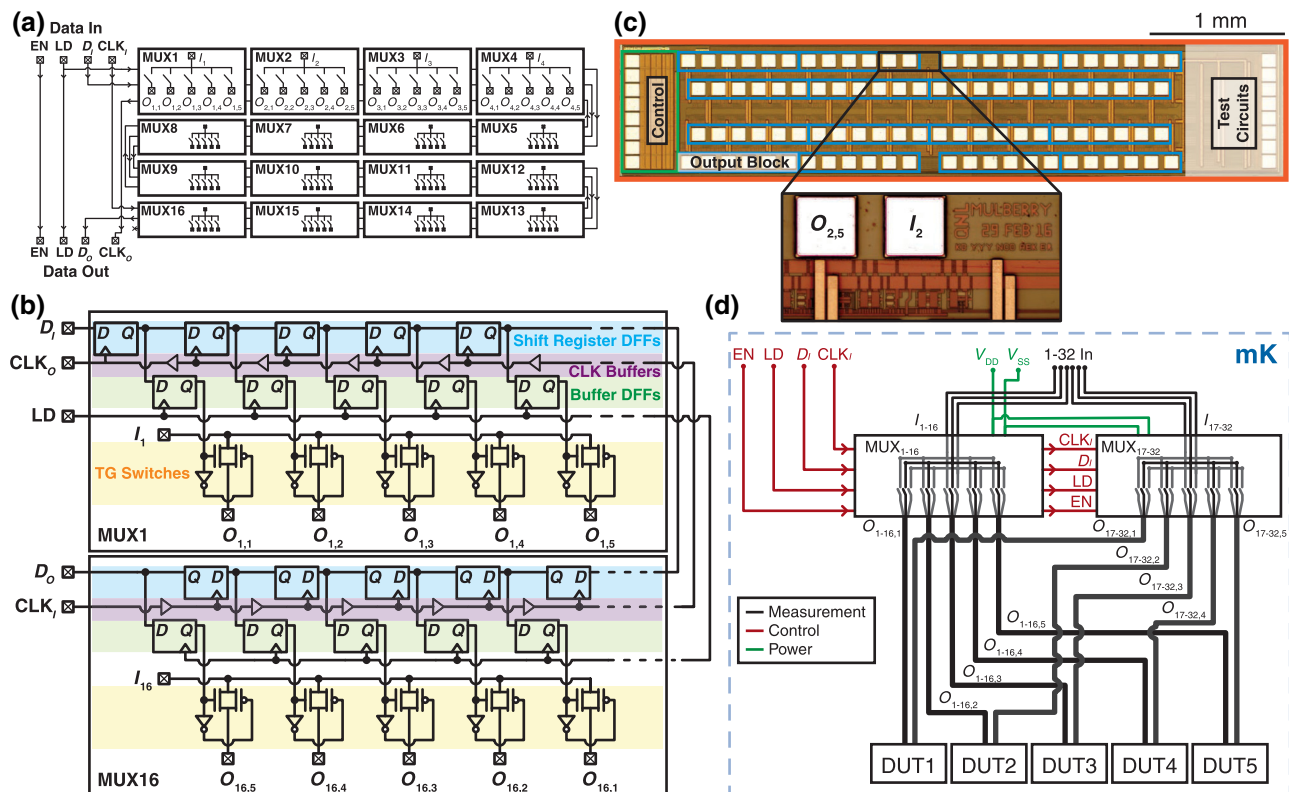 (a)
Data In
EN LD D_I CLK_I
MUX1 I_1
O_1,1 O_1,2 O_1,3 O_1,4 O_1,5
MUX2 I_2
O_2,1 O_2,2 O_2,3 O_2,4 O_2,5
MUX3 I_3
O_3,1 O_3,2 O_3,3 O_3,4 O_3,5
MUX4 I_4
O_4,1 O_4,2 O_4,3 O_4,4 O_4,5
MUX8 MUX7 MUX6 MUX5
MUX9 MUX10 MUX11 MUX12
MUX16 MUX15 MUX14 MUX13
EN LD D_O CLK_O
Data Out
(b)
D_I
D Q D Q D Q D Q D Q
Shift Register DFFs
CLK_O
CLK Buffers
D Q D Q D Q D Q D Q
Buffer DFFs
LD
I_1
TG Switches
O_1,1 O_1,2 O_1,3 O_1,4 O_1,5
MUX1
D_O
Q D Q D Q D Q D Q D
CLK_I
D Q D Q D Q D Q D Q
I_16
O_16,5 O_16,4 O_16,3 O_16,2 O_16,1
MUX16
(c)
1 mm
Control
Output Block
Test
Circuits
O_2,5
I_2
QNL MULBERRY
29 FEB 16
(d)
mK
EN LD D_I CLK_I
V_DD V_SS
1-32 In
I_1-16
I_17-32
MUX_1-16
CLK_I
D_I
LD
EN
MUX_17-32
O_1-16,1
O_17-32,1
O_17-32,5
O_17-32,2
O_17-32,3
O_17-32,4
O_1-16,5
O_1-16,4
O_1-16,3
O_1-16,2
Measurement
Control
Power
DUT1 DUT2 DUT3 DUT4 DUT5